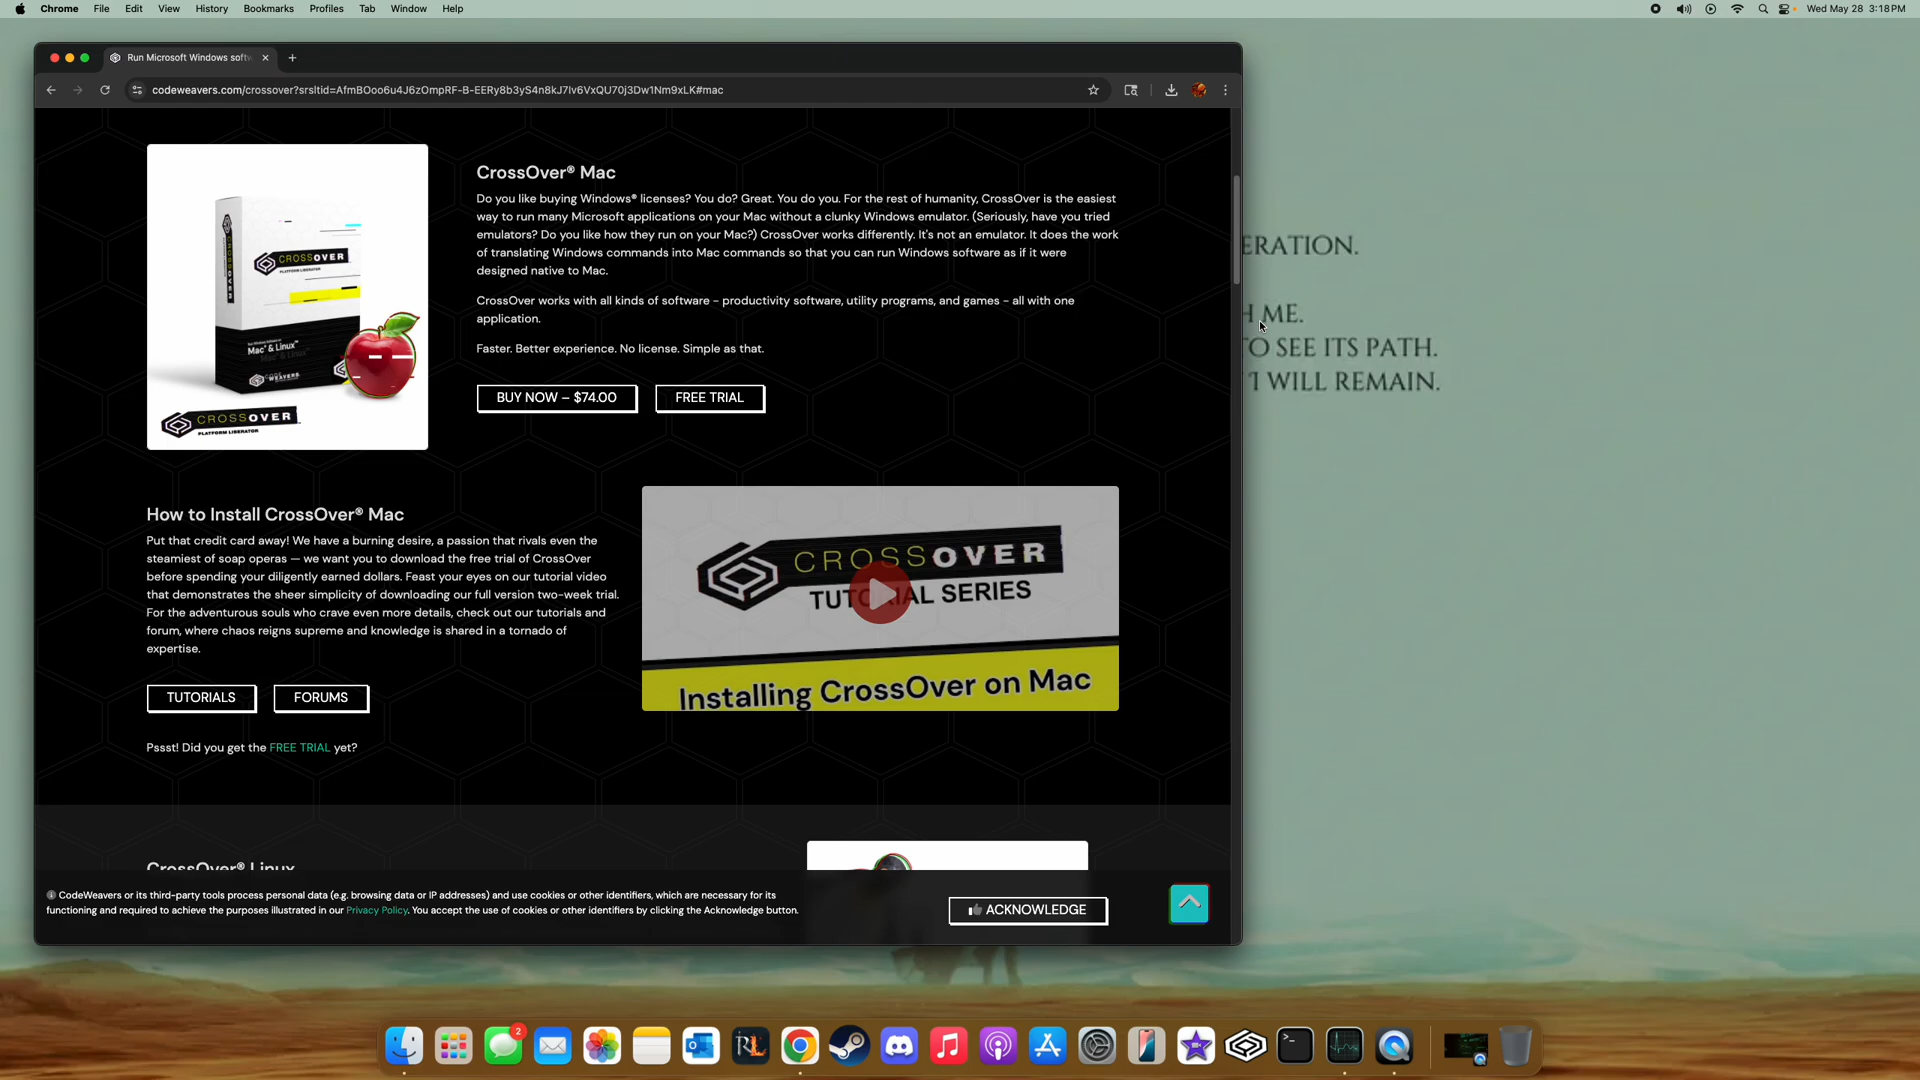 Chrome File Edit View History Bookmarks Profiles Tab Window Help
Wed May 28 3:18 PM
Run Microsoft Windows softw
codeweavers.com/crossover?srsltid=AfmBOoo6u4J6zOmpRF-B-EERy8b3yS4n8kJ7lv6VxQU70j3Dw1Nm9xLK#main
CROSSOVER
CROSSOVER
PLATFORM LIBERATOR
Mac & Linux
CODE WEAVERS
CROSSOVER
PLATFORM LIBERATOR
CrossOver® Mac
Do you like buying Windows® licenses? You do? Great. You do you. For the rest of humanity, CrossOver is the easiest
way to run many Microsoft applications on your Mac without a clunky Windows emulator. (Seriously, have you tried
emulators? Do you like how they run on your Mac?) CrossOver works differently. It's not an emulator. It does the work
of translating Windows commands into Mac commands so that you can run Windows software as if it were
designed native to Mac.
CrossOver works with all kinds of software - productivity software, utility programs, and games - all with one
application.
Faster. Better experience. No license. Simple as that.
BUY NOW – $74.00
FREE TRIAL
ERATION.
H ME.
TO SEE ITS PATH.
I WILL REMAIN.
How to Install CrossOver® Mac
Put that credit card away! We have a burning desire, a passion that rivals even the
steamiest of soap operas — we want you to download the free trial of CrossOver
before spending your diligently earned dollars. Feast your eyes on our tutorial video
that demonstrates the sheer simplicity of downloading our full version two-week trial.
For the adventurous souls who crave even more details, check out our tutorials and
forum, where chaos reigns supreme and knowledge is shared in a tornado of
expertise.
TUTORIALS
FORUMS
Pssst! Did you get the FREE TRIAL yet?
CROSSOVER
TUTORIAL SERIES
Installing CrossOver on Mac
CrossOver® Linux
CodeWeavers or its third-party tools process personal data (e.g. browsing data or IP addresses) and use cookies or other identifiers, which are necessary for its
functioning and required to achieve the purposes illustrated in our Privacy Policy. You accept the use of cookies or other identifiers by clicking the Acknowledge button.
ACKNOWLEDGE
2
RL